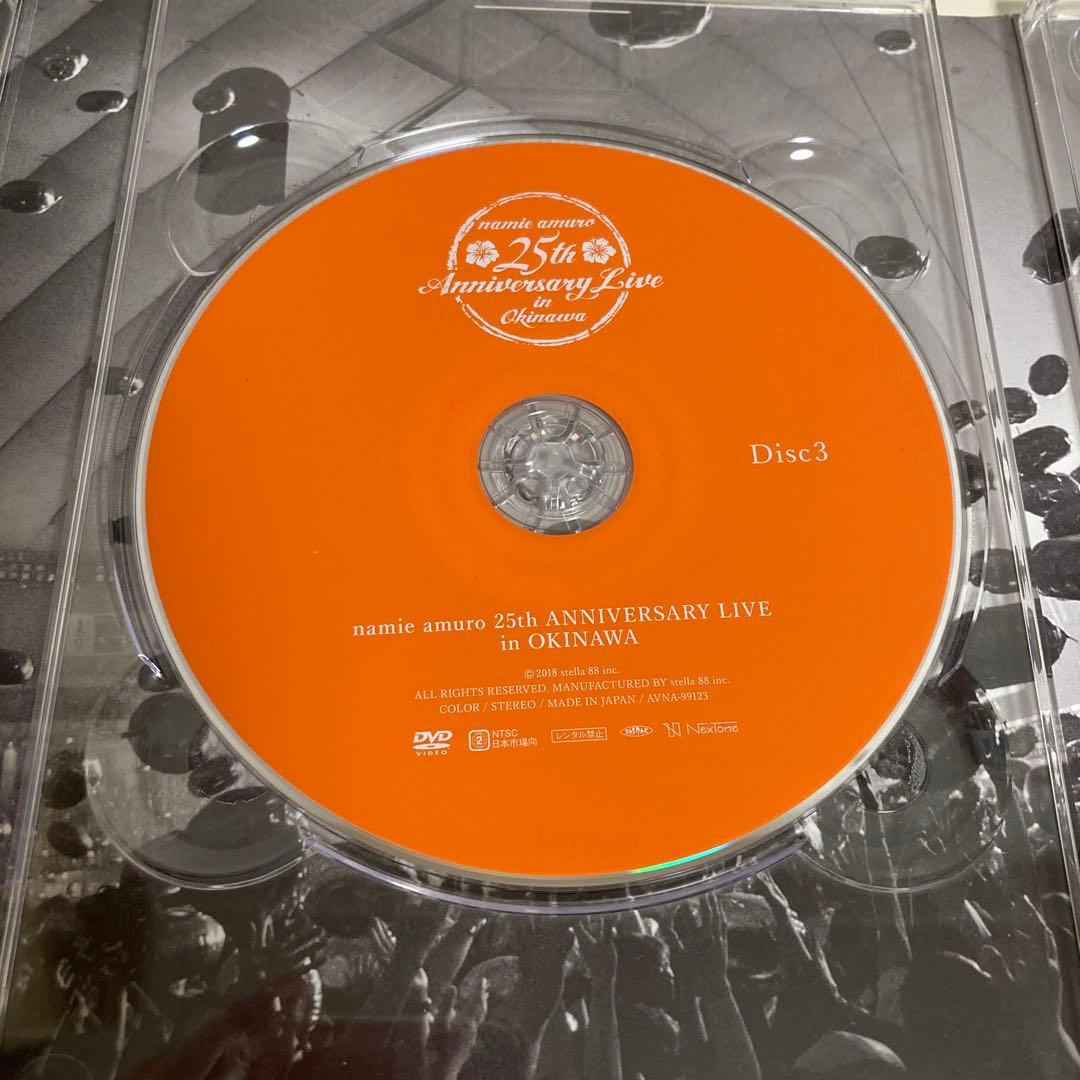 namie amuro
25th
Anniversary Live
in
Okinawa
Disc3
namie amuro 25th ANNIVERSARY LIVE
in OKINAWA
©2018 stella 88 inc.
ALL RIGHTS RESERVED. MANUFACTURED BY stella 88 inc.
COLOR / STEREO / MADE IN JAPAN / AVNA-99123
DVD
VIDEO
2
NTSC
日本市場向
レンタル禁止
JASRAC
NexTone